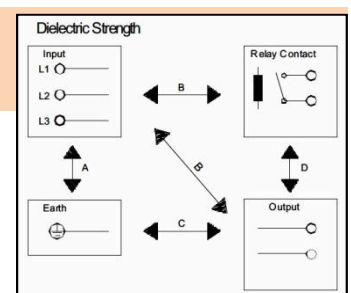 Dielectric Strength
Input
Relay Contact
L1
L2
L3
B
A
B
D
Earth
C
Output